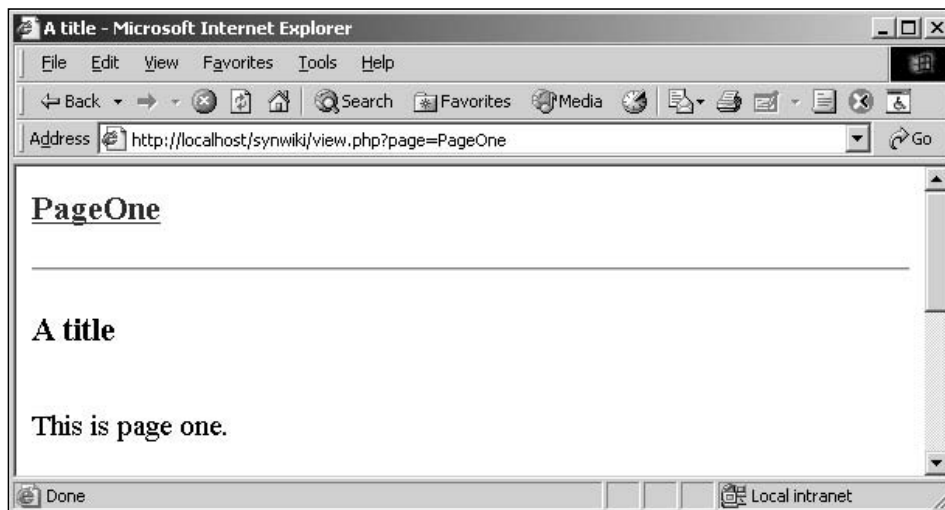 A title - Microsoft Internet Explorer
File Edit View Favorites Tools Help
Back Search Favorites Media
Address http://localhost/synwiki/view.php?page=PageOne Go
PageOne
A title
This is page one.
Done Local intranet